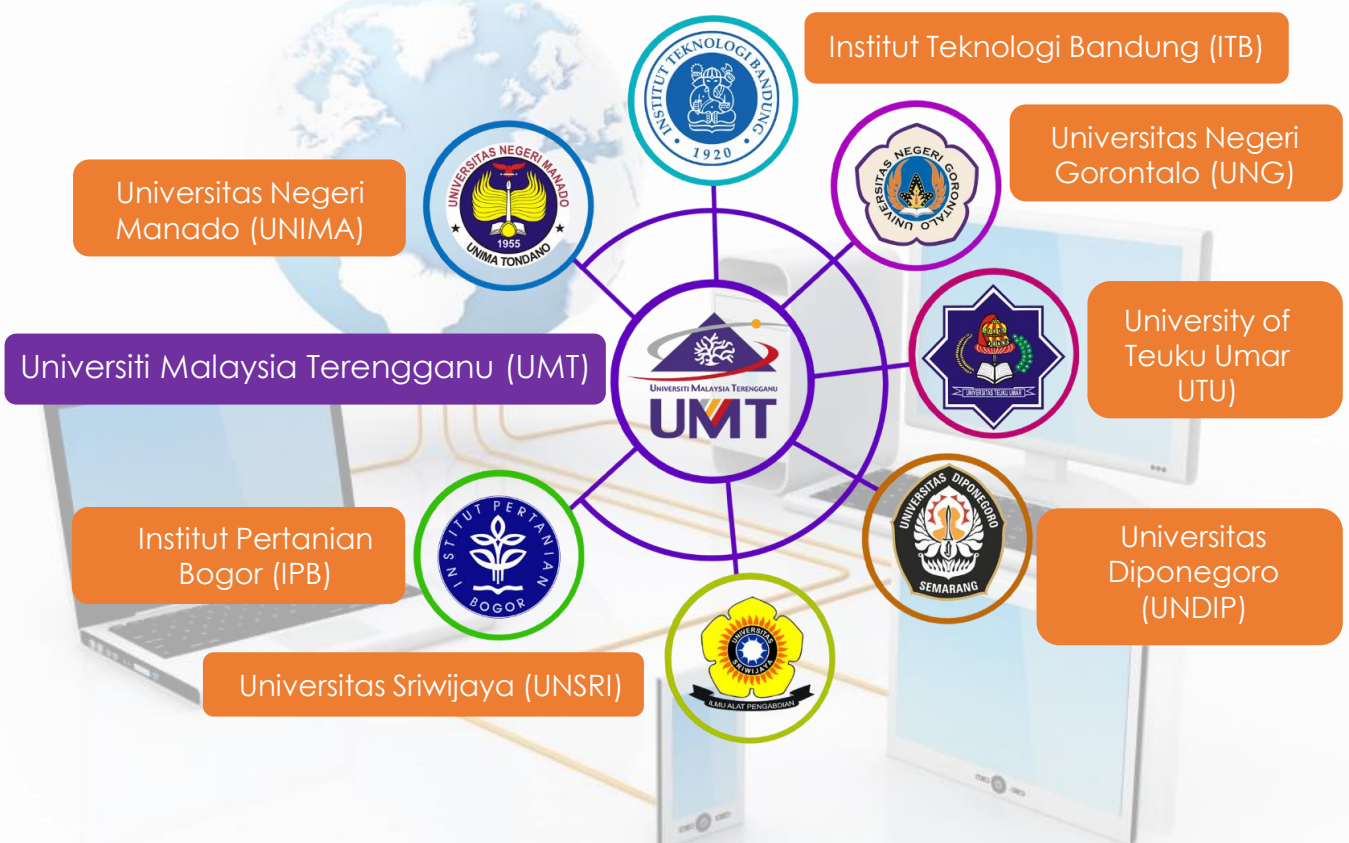 Institut Teknologi Bandung (ITB)
INSTITUT TEKNOLOGI BANDUNG
1920
Universitas Negeri
Gorontalo (UNG)
UNIVERSITAS NEGERI GORONTALO
Universitas Negeri
Manado (UNIMA)
UNIVERSITAS NEGERI MANADO
1955
UNIMA TONDANO
University of
Teuku Umar
UTU)
UNIVERSITAS TEUKU UMAR
Universiti Malaysia Terengganu (UMT)
UNIVERSITI MALAYSIA TERENGGANU
UMT
Institut Pertanian
Bogor (IPB)
INSTITUT PERTANIAN
BOGOR
UNIVERSITAS DIPONEGORO
SEMARANG
Universitas
Diponegoro
(UNDIP)
Universitas Sriwijaya (UNSRI)
UNIVERSITAS
SRIWIJAYA
ILMU ALAT PENGABDIAN